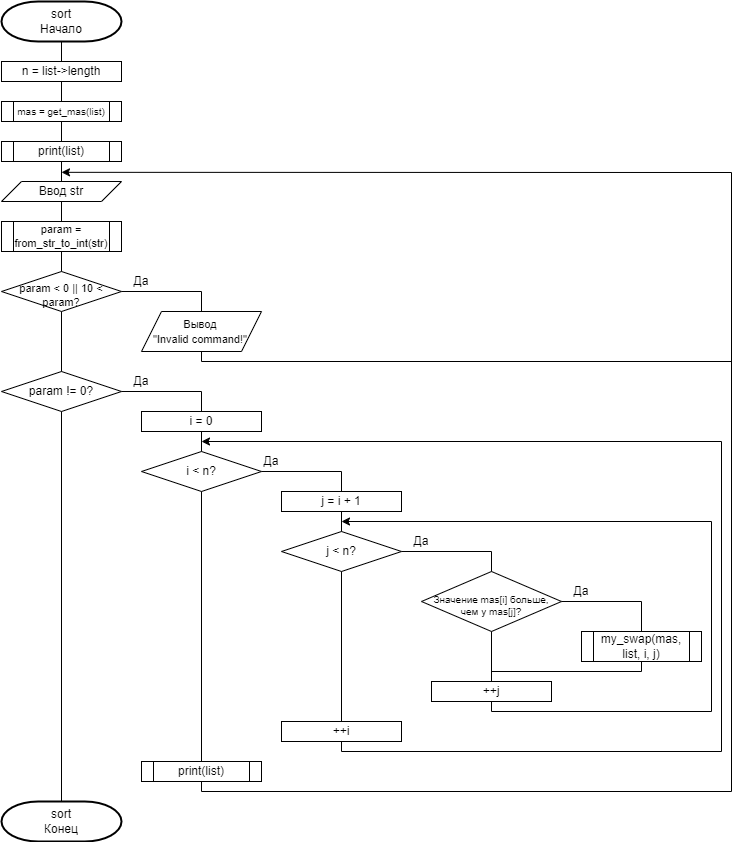 sort
Начало
n = list->length
mas = get_mas(list)
print(list)
Ввод str
param =
from_str_to_int(str)
param < 0 || 10 <
param?
Да
Вывод
"Invalid command!"
param != 0?
Да
i = 0
i < n?
Да
j = i + 1
j < n?
Да
Значение mas[i] больше,
чем у mas[j]?
Да
my_swap(mas,
list, i, j)
++j
++i
print(list)
sort
Конец